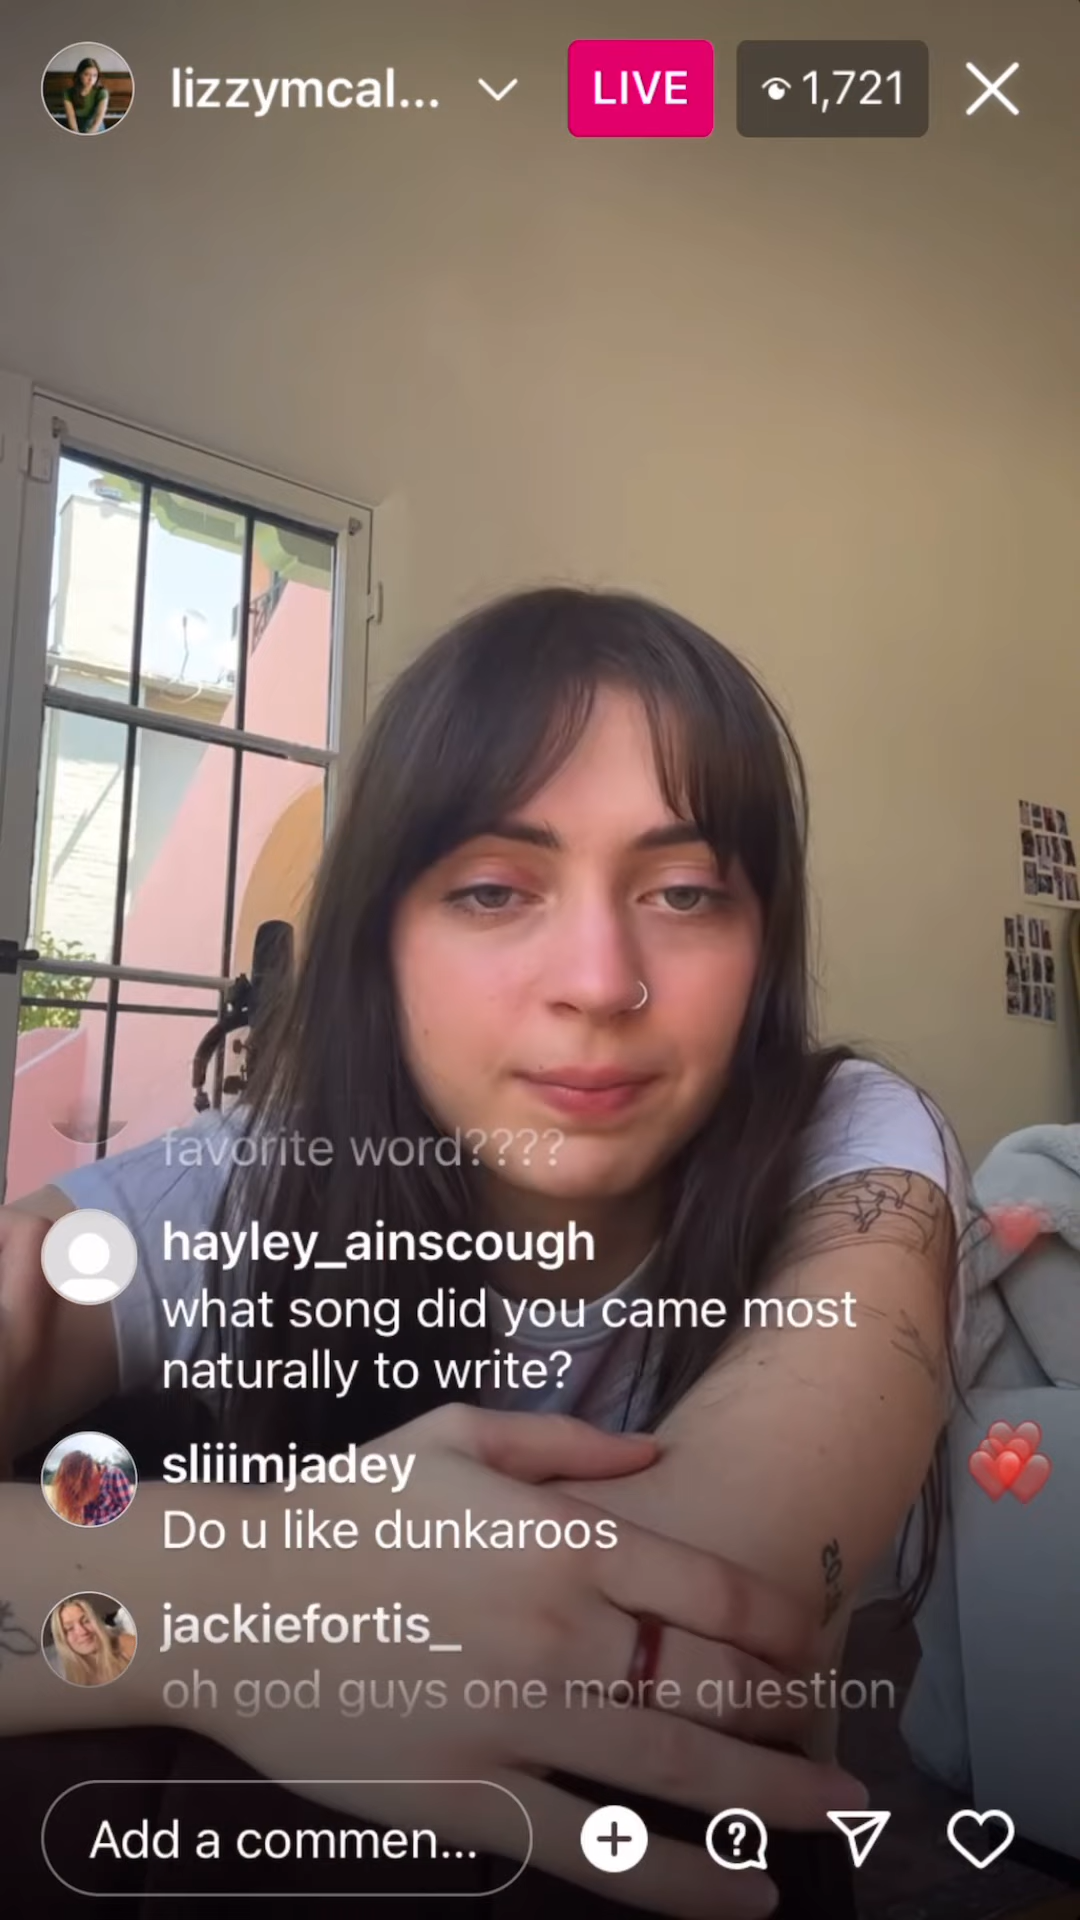 lizzymcal...
LIVE
1,721
favorite word????
hayley_ainscough
what song did you came most
naturally to write?
sliiimjadey
Do u like dunkaroos
jackiefortis_
oh god guys one more question
Add a commen...